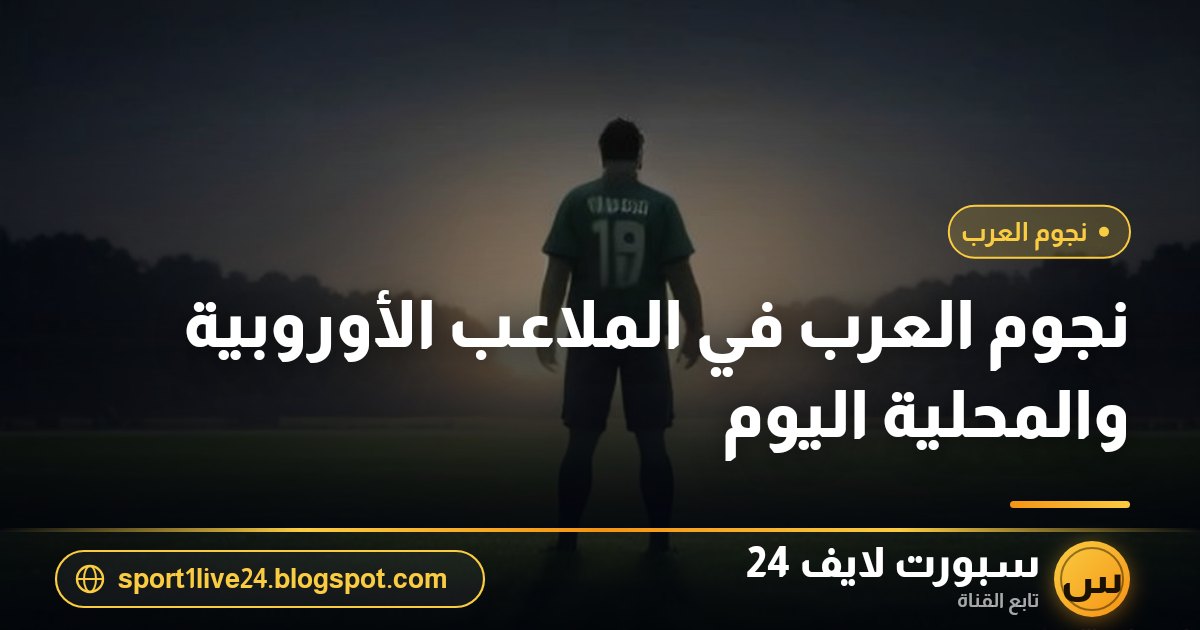 نجوم العرب
19
نجوم العرب في الملاعب الأوروبية
والمحلية اليوم
سبورت لايف 24
تابع القناة
س
sport1live24.blogspot.com